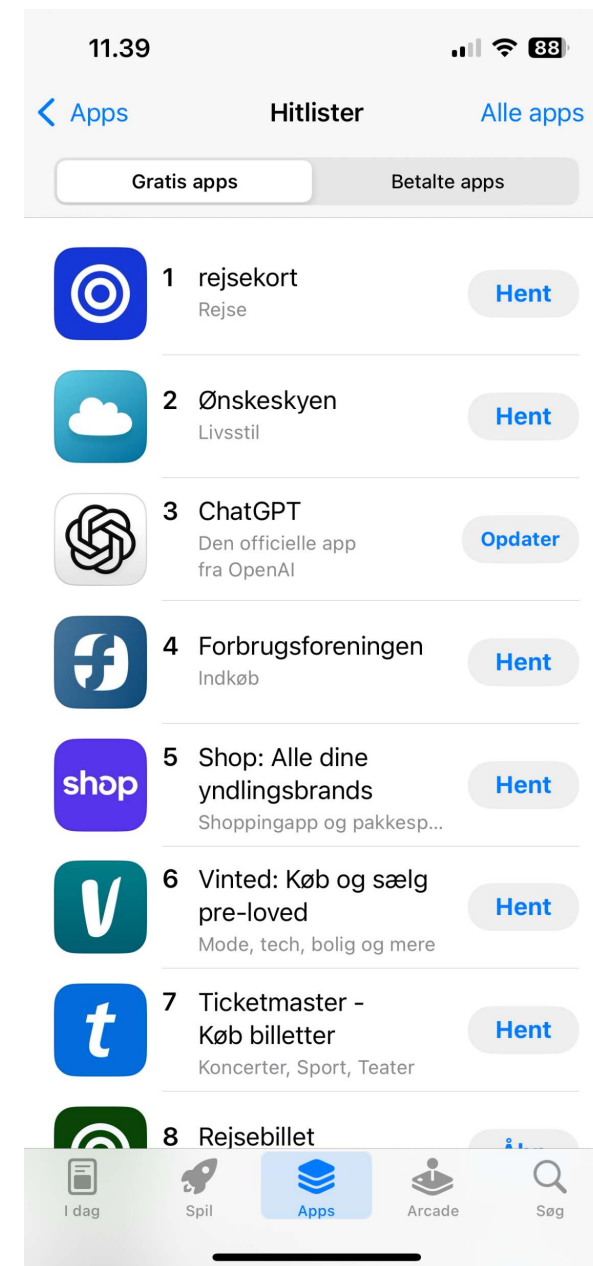 11.39
88
Apps
Hitlister
Alle apps
Gratis apps
Betalte apps
1 rejsekort
Rejse
Hent
2 Ønskeskyen
Livsstil
Hent
3 ChatGPT
Den officielle app
fra OpenAI
Opdater
4 Forbrugsforeningen
Indkøb
Hent
shop
5 Shop: Alle dine
yndlingsbrands
Shoppingapp og pakkesp...
Hent
6 Vinted: Køb og sælg
pre-loved
Mode, tech, bolig og mere
Hent
t
7 Ticketmaster -
Køb billetter
Koncerter, Sport, Teater
Hent
8 Rejsebillet
I dag
Spil
Apps
Arcade
Søg